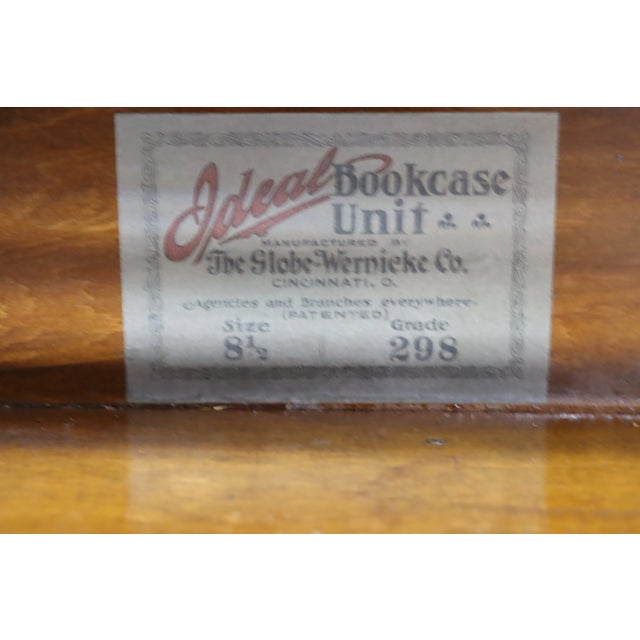 Ideal Bookcase
Unit
MANUFACTURED BY
The Globe-Wernicke Co.
CINCINNATI, O.
Agencies and Branches everywhere.
(PATENTED)
Size Grade
8½ 298